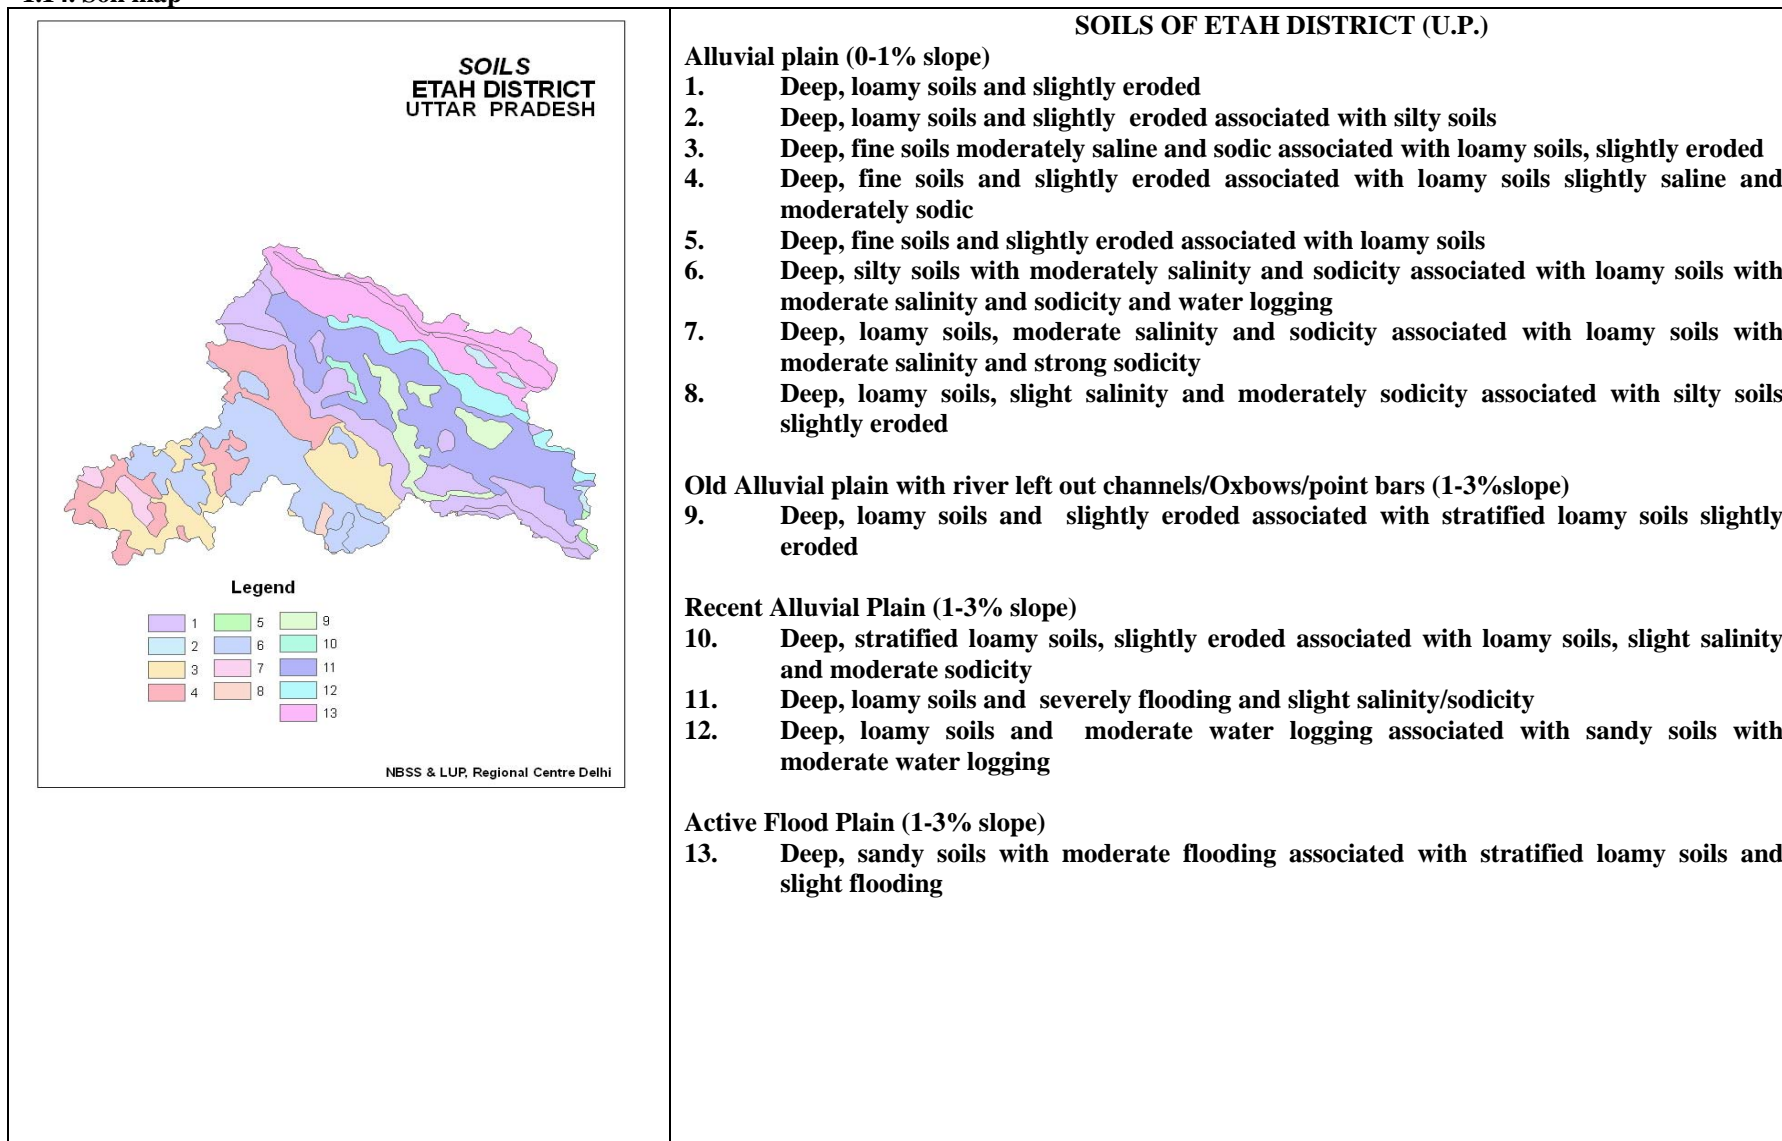 1.14. Soil map
SOILS
ETAH DISTRICT
UTTAR PRADESH
Legend
1
2
3
4
5
6
7
8
9
10
11
12
13
NBSS & LUP, Regional Centre Delhi
SOILS OF ETAH DISTRICT (U.P.)
Alluvial plain (0-1% slope)
1. Deep, loamy soils and slightly eroded
2. Deep, loamy soils and slightly eroded associated with silty soils
3. Deep, fine soils moderately saline and sodic associated with loamy soils, slightly eroded
4. Deep, fine soils and slightly eroded associated with loamy soils slightly saline and
moderately sodic
5. Deep, fine soils and slightly eroded associated with loamy soils
6. Deep, silty soils with moderately salinity and sodicity associated with loamy soils with
moderate salinity and sodicity and water logging
7. Deep, loamy soils, moderate salinity and sodicity associated with loamy soils with
moderate salinity and strong sodicity
8. Deep, loamy soils, slight salinity and moderately sodicity associated with silty soils
slightly eroded
Old Alluvial plain with river left out channels/Oxbows/point bars (1-3%slope)
9. Deep, loamy soils and slightly eroded associated with stratified loamy soils slightly
eroded
Recent Alluvial Plain (1-3% slope)
10. Deep, stratified loamy soils, slightly eroded associated with loamy soils, slight salinity
and moderate sodicity
11. Deep, loamy soils and severely flooding and slight salinity/sodicity
12. Deep, loamy soils and moderate water logging associated with sandy soils with
moderate water logging
Active Flood Plain (1-3% slope)
13. Deep, sandy soils with moderate flooding associated with stratified loamy soils and
slight flooding